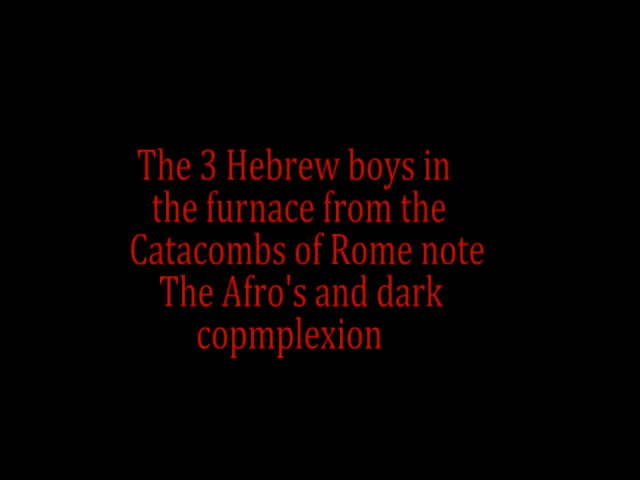 The 3 Hebrew boys in
the furnace from the
Catacombs of Rome note
The Afro's and dark
copmplexion